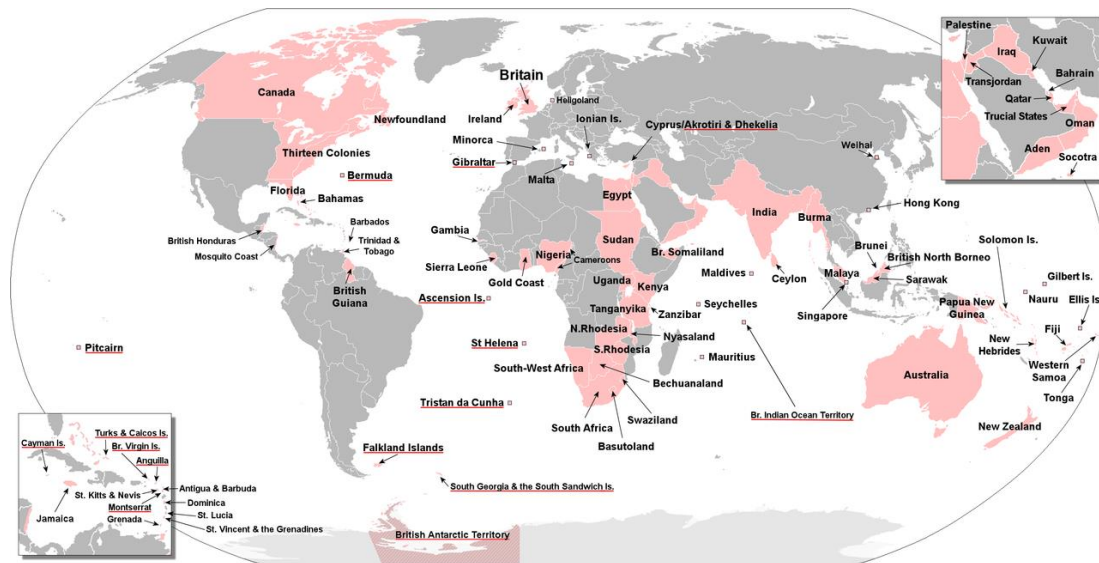 Canada
Newfoundland
Thirteen Colonies
Florida
Bermuda
Bahamas
British Honduras
Mosquito Coast
Barbados
Trinidad &
Tobago
British
Guiana
Pitcairn
Britain
Ireland
Heligoland
Ionian Is.
Minorca
Gibraltar
Malta
Cyprus/Akrotiri & Dhekelia
Gambia
Sierra Leone
Gold Coast
Nigeria
Cameroons
Ascension Is.
St Helena
Tristan da Cunha
Falkland Islands
South Georgia & the South Sandwich Is.
British Antarctic Territory
Egypt
Sudan
Br. Somaliland
Uganda
Kenya
Tanganyika
Zanzibar
N.Rhodesia
Nyasaland
S.Rhodesia
South-West Africa
Bechuanaland
Swaziland
South Africa
Basutoland
Maldives
Seychelles
Mauritius
Br. Indian Ocean Territory
India
Burma
Ceylon
Weihai
Hong Kong
Malaya
Singapore
Brunei
British North Borneo
Sarawak
Solomon Is.
Papua New
Guinea
Gilbert Is.
Nauru
Ellis Is
Fiji
New
Hebrides
Western
Samoa
Tonga
Australia
New Zealand
Palestine
Iraq
Kuwait
Transjordan
Bahrain
Qatar
Trucial States
Oman
Aden
Socotra
Turks & Caicos Is.
Cayman Is.
Br. Virgin Is.
Anguilla
St. Kitts & Nevis
Antigua & Barbuda
Montserrat
Dominica
Jamaica
Grenada
St. Lucia
St. Vincent & the Grenadines